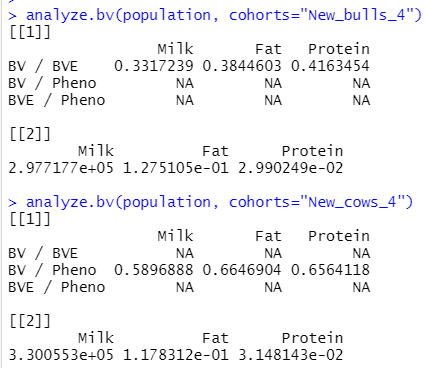 > analyze.bv(population, cohorts="New_bulls_4")
[[1]]
Milk Fat Protein
BV / BVE 0.3317239 0.3844603 0.4163454
BV / Pheno NA NA NA
BVE / Pheno NA NA NA
[[2]]
Milk Fat Protein
2.977177e+05 1.275105e-01 2.990249e-02
> analyze.bv(population, cohorts="New_cows_4")
[[1]]
Milk Fat Protein
BV / BVE NA NA NA
BV / Pheno 0.5896888 0.6646904 0.6564118
BVE / Pheno NA NA NA
[[2]]
Milk Fat Protein
3.300553e+05 1.178312e-01 3.148143e-02